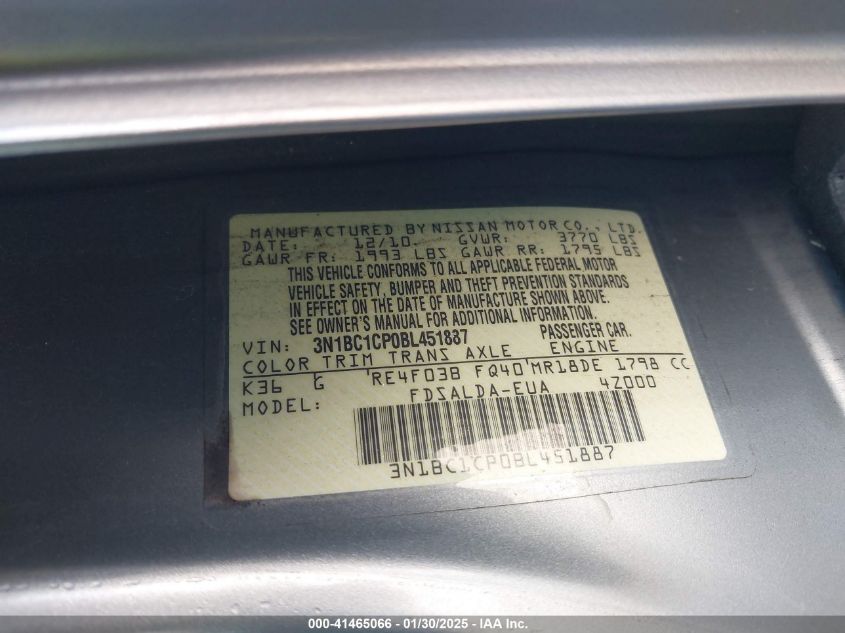 MANUFACTURED BY NISSAN MOTOR CO., LTD.
DATE: 12/10 GVWR: 3770 LBS
GAWR FR: 1993 LBS GAWR RR: 1795 LBS
THIS VEHICLE CONFORMS TO ALL APPLICABLE FEDERAL MOTOR
VEHICLE SAFETY, BUMPER AND THEFT PREVENTION STANDARDS
IN EFFECT ON THE DATE OF MANUFACTURE SHOWN ABOVE.
SEE OWNER'S MANUAL FOR ADDITIONAL INFORMATION.
VIN: 3N1BC1CP0BL451887 PASSENGER CAR.
COLOR TRIM TRANS AXLE ENGINE
K36 G RE4F03B FQ40 MR18DE 1798 CC
MODEL: FDSALDA-EUA 4Z000
3N1BC1CP0BL451887
000-41465066 - 01/30/2025 - IAA Inc.